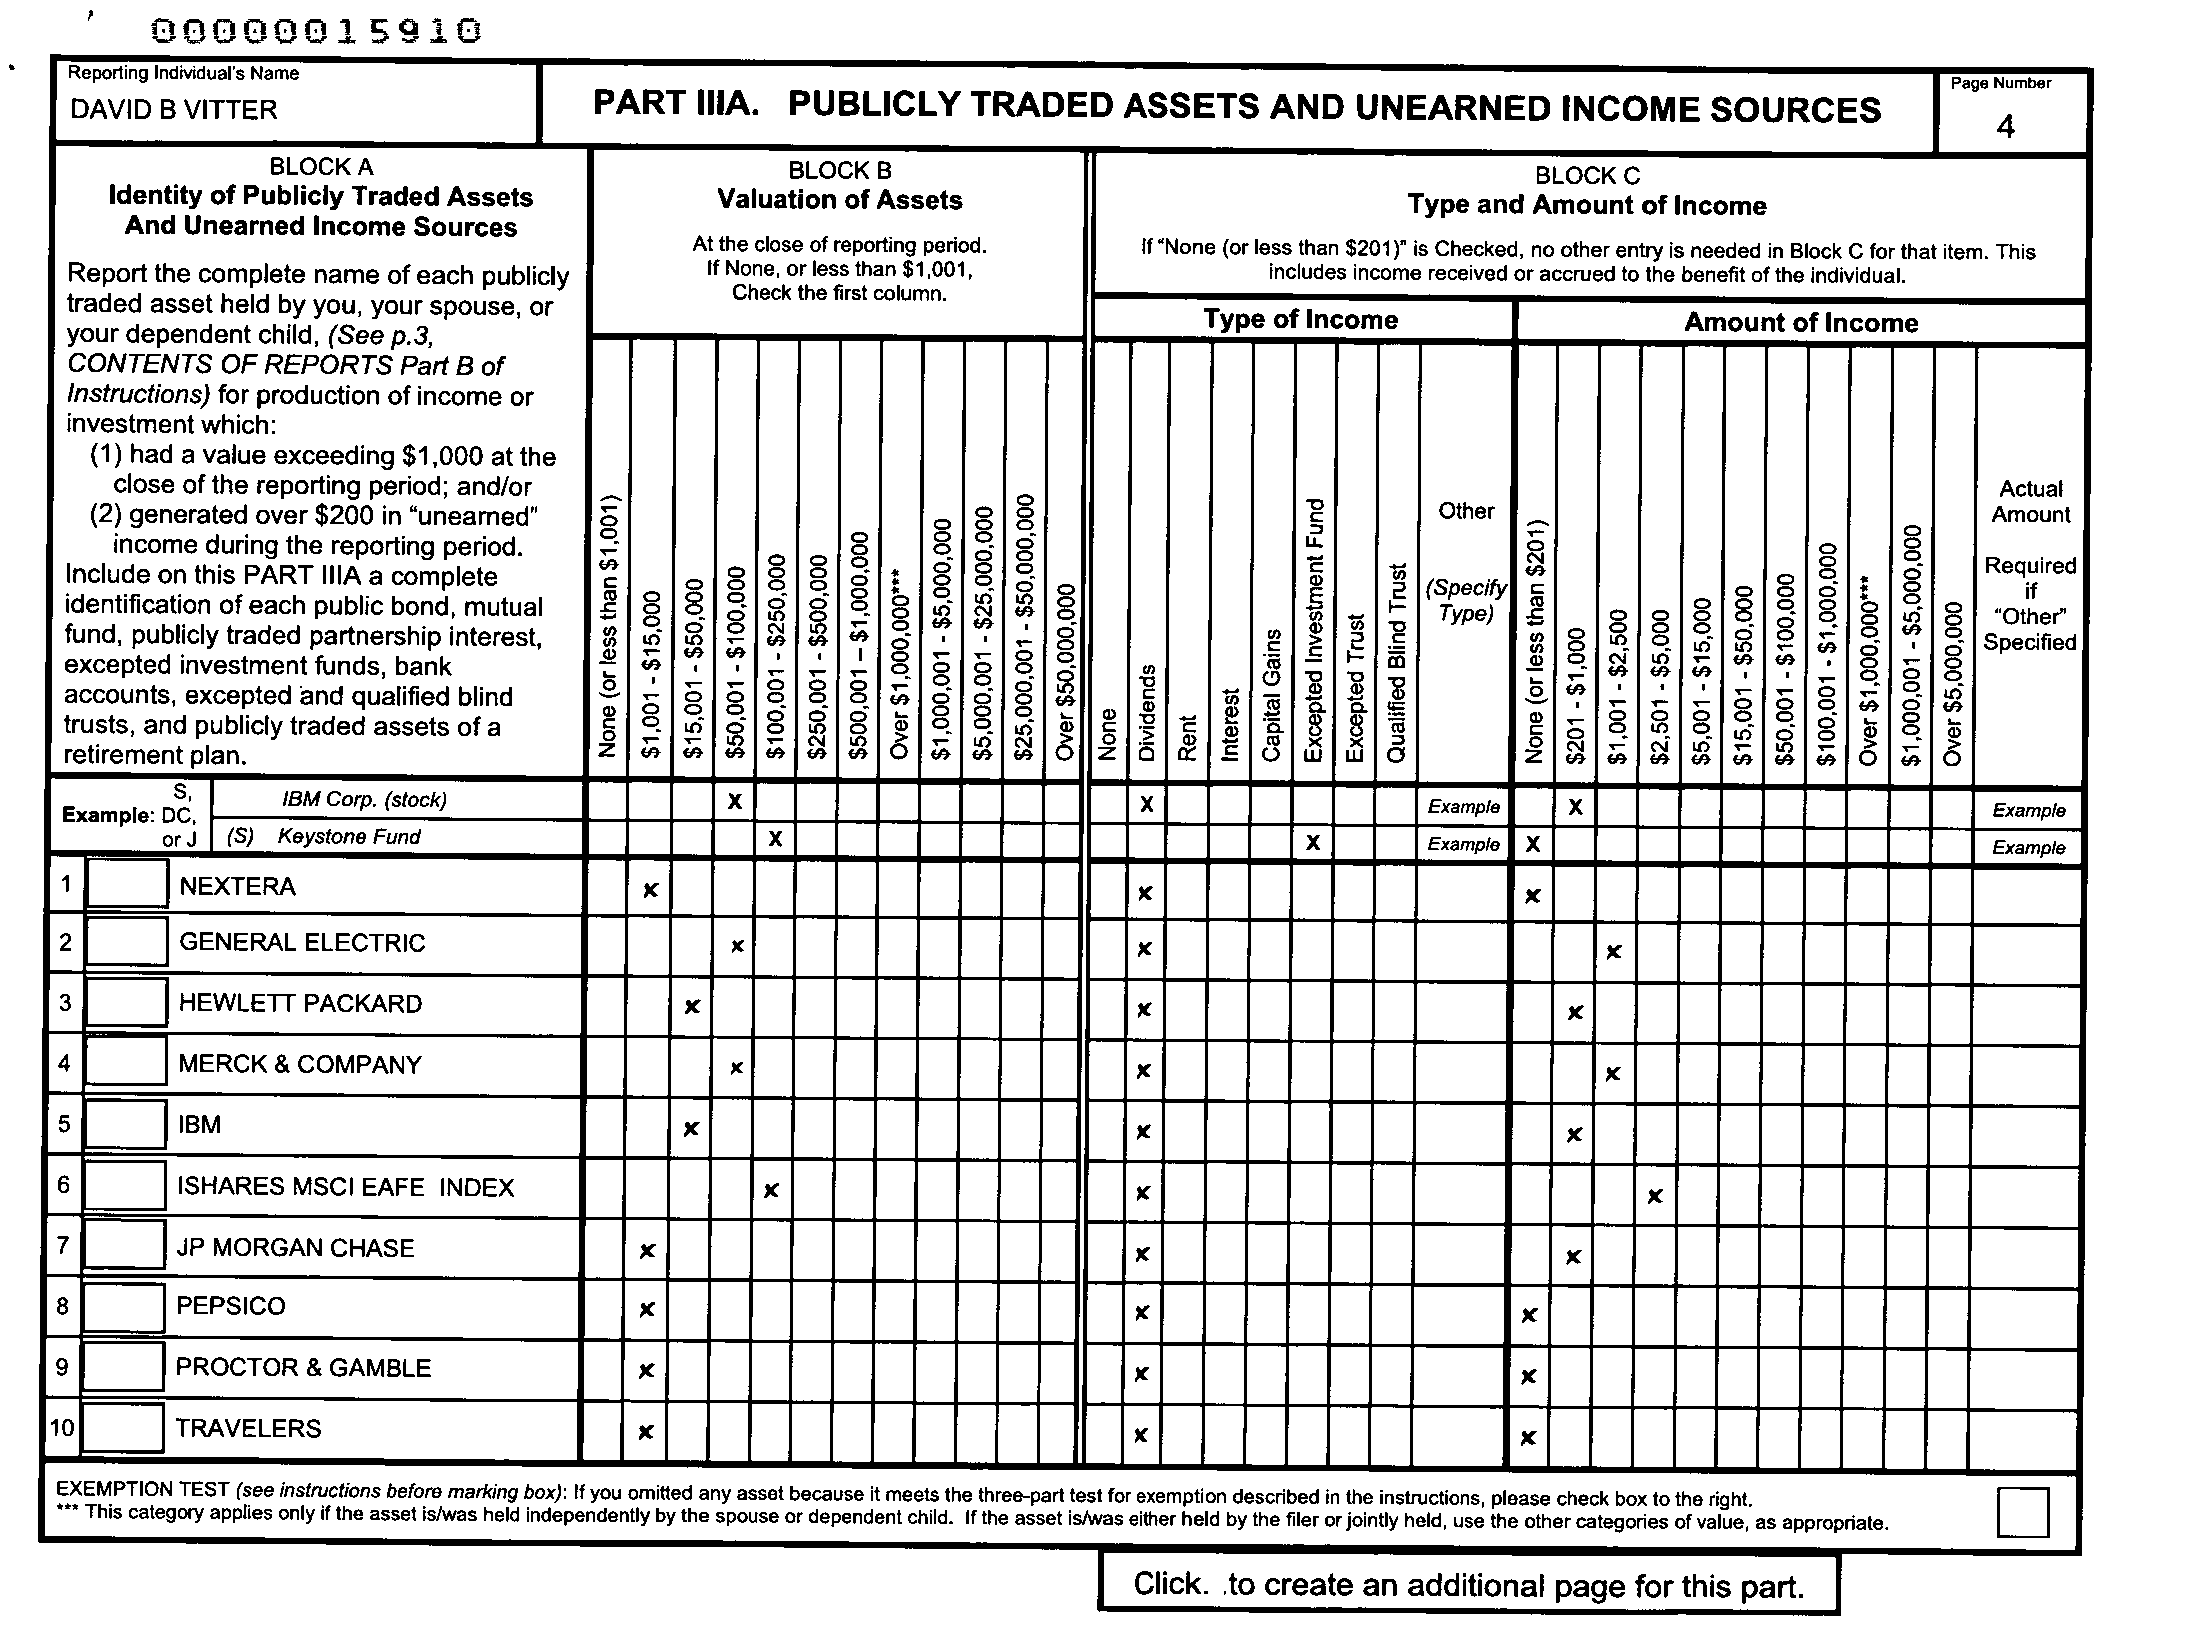 00000015910
Reporting Individual's Name
DAVID B VITTER
PART IIIA. PUBLICLY TRADED ASSETS AND UNEARNED INCOME SOURCES
Page Number
4
BLOCK A
Identity of Publicly Traded Assets
And Unearned Income Sources
Report the complete name of each publicly
traded asset held by you, your spouse, or
your dependent child, (See p.3,
CONTENTS OF REPORTS Part B of
Instructions) for production of income or
investment which:
(1) had a value exceeding $1,000 at the
close of the reporting period; and/or
(2) generated over $200 in “unearned”
income during the reporting period.
Include on this PART IIIA a complete
identification of each public bond, mutual
fund, publicly traded partnership interest,
excepted investment funds, bank
accounts, excepted and qualified blind
trusts, and publicly traded assets of a
retirement plan.
BLOCK B
Valuation of Assets
At the close of reporting period.
If None, or less than $1,001,
Check the first column.
None (or less than $1,001)
$1,001 - $15,000
$15,001 - $50,000
$50,001 - $100,000
$100,001 - $250,000
$250,001 - $500,000
$500,001 – $1,000,000
Over $1,000,000***
$1,000,001 - $5,000,000
$5,000,001 - $25,000,000
$25,000,001 - $50,000,000
Over $50,000,000
BLOCK C
Type and Amount of Income
If “None (or less than $201)” is Checked, no other entry is needed in Block C for that item. This
includes income received or accrued to the benefit of the individual.
Type of Income
None
Dividends
Rent
Interest
Capital Gains
Excepted Investment Fund
Excepted Trust
Qualified Blind Trust
Other
(Specify
Type)
Amount of Income
None (or less than $201)
$201 - $1,000
$1,001 - $2,500
$2,501 - $5,000
$5,001 - $15,000
$15,001 - $50,000
$50,001 - $100,000
$100,001 - $1,000,000
Over $1,000,000***
$1,000,001 - $5,000,000
Over $5,000,000
Actual
Amount
Required
if
“Other”
Specified
Example: S, DC, or J
IBM Corp. (stock) X X Example X Example
(S) Keystone Fund X X Example X Example
1 NEXTERA x x x
2 GENERAL ELECTRIC x x x
3 HEWLETT PACKARD x x x
4 MERCK & COMPANY x x x
5 IBM x x x
6 ISHARES MSCI EAFE INDEX x x x
7 JP MORGAN CHASE x x x
8 PEPSICO x x x
9 PROCTOR & GAMBLE x x x
10 TRAVELERS x x x
EXEMPTION TEST (see instructions before marking box): If you omitted any asset because it meets the three-part test for exemption described in the instructions, please check box to the right.
*** This category applies only if the asset is/was held independently by the spouse or dependent child. If the asset is/was either held by the filer or jointly held, use the other categories of value, as appropriate.
Click. .to create an additional page for this part.